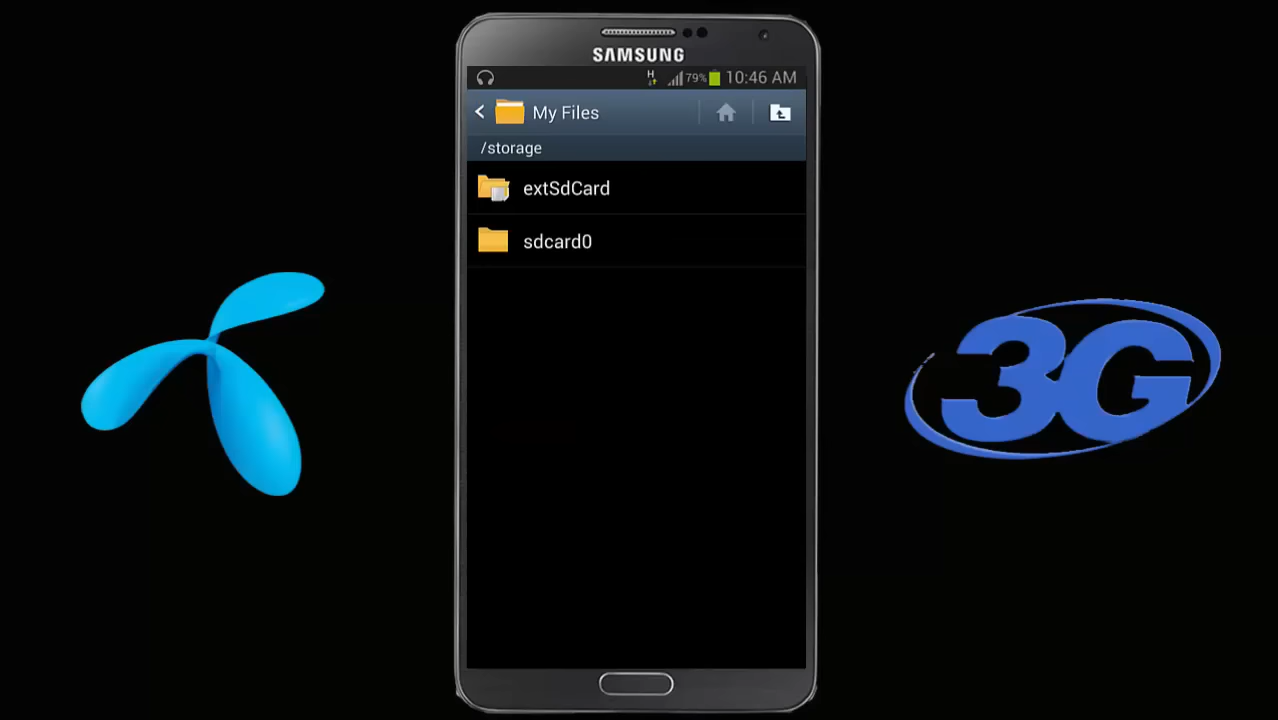 SAMSUNG
H 79% 10:46 AM
My Files
/storage
extSdCard
sdcard0
3G